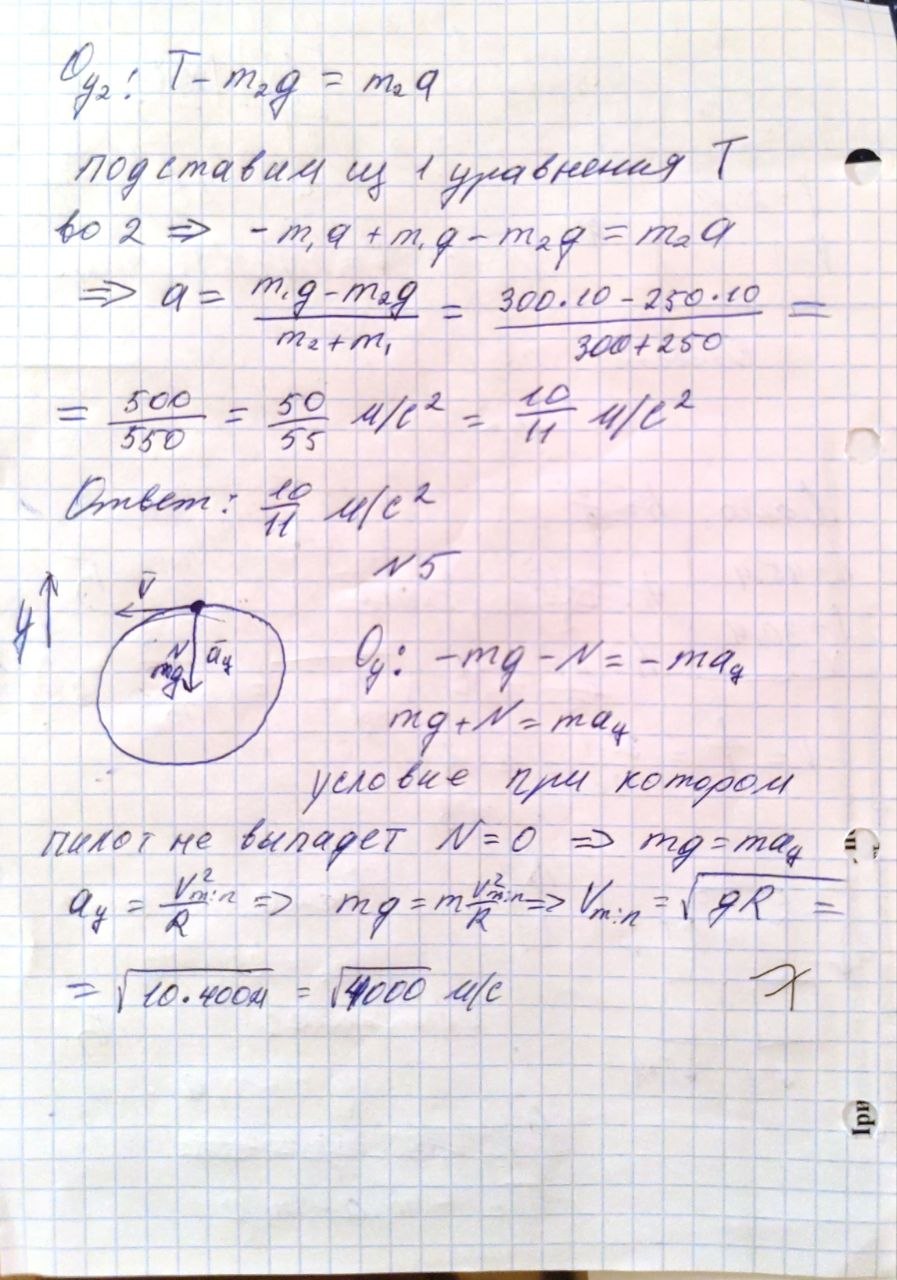 Oy₂: T - m₂g = m₂a
подставим из 1 уравнения T
во 2 => -m₁a + m₁g - m₂g = m₂a
=> a = (m₁g - m₂g)/(m₂ + m₁) = (300·10 - 250·10)/(300 + 250) =
= 500/550 = 50/55 м/с² = 10/11 м/с²
Ответ: 10/11 м/с²
N5
y
v̄
N
mg
āц
Oy: -mg - N = -maц
mg + N = maц
условие при котором
пилот не выпадет N = 0 => mg = maц
aц = V²min/R => mg = m V²min/R => Vmin = √gR =
= √10·400м = √4000 м/с